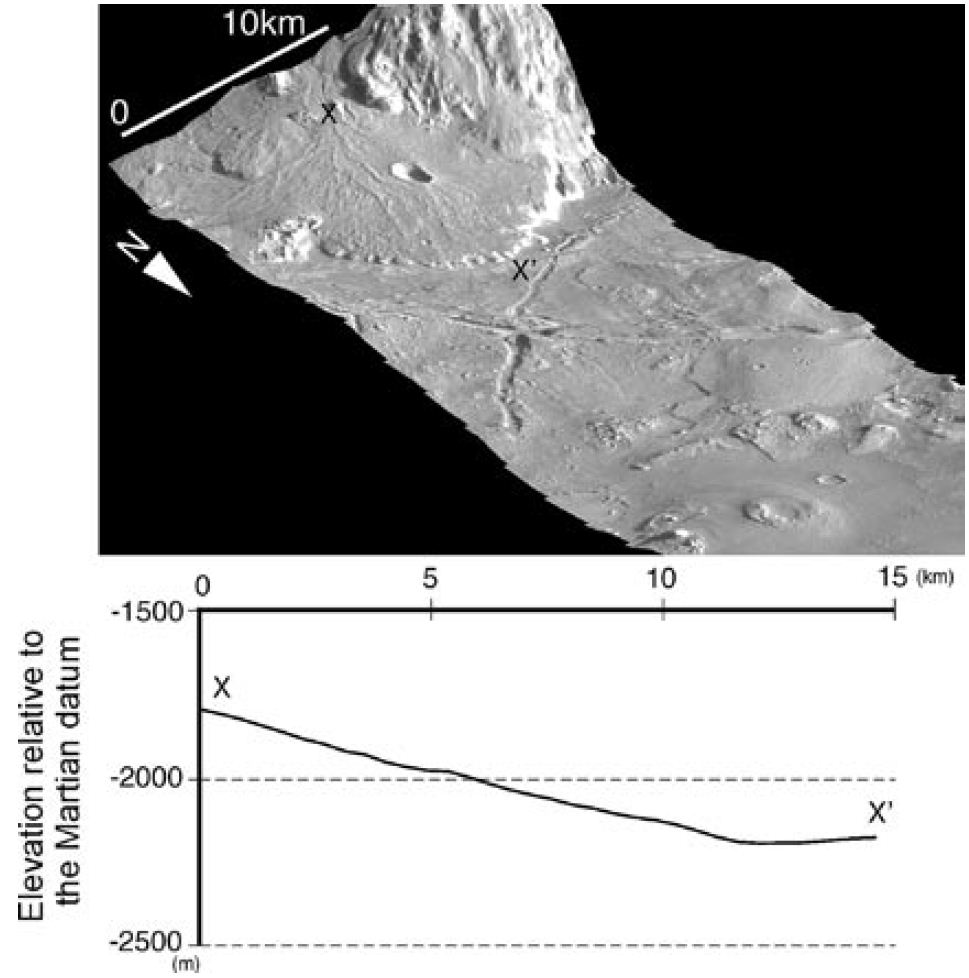 10km
0
X
N
X'
0 5 10 15 (km)
-1500
X
-2000
X'
-2500
(m)
Elevation relative to
the Martian datum